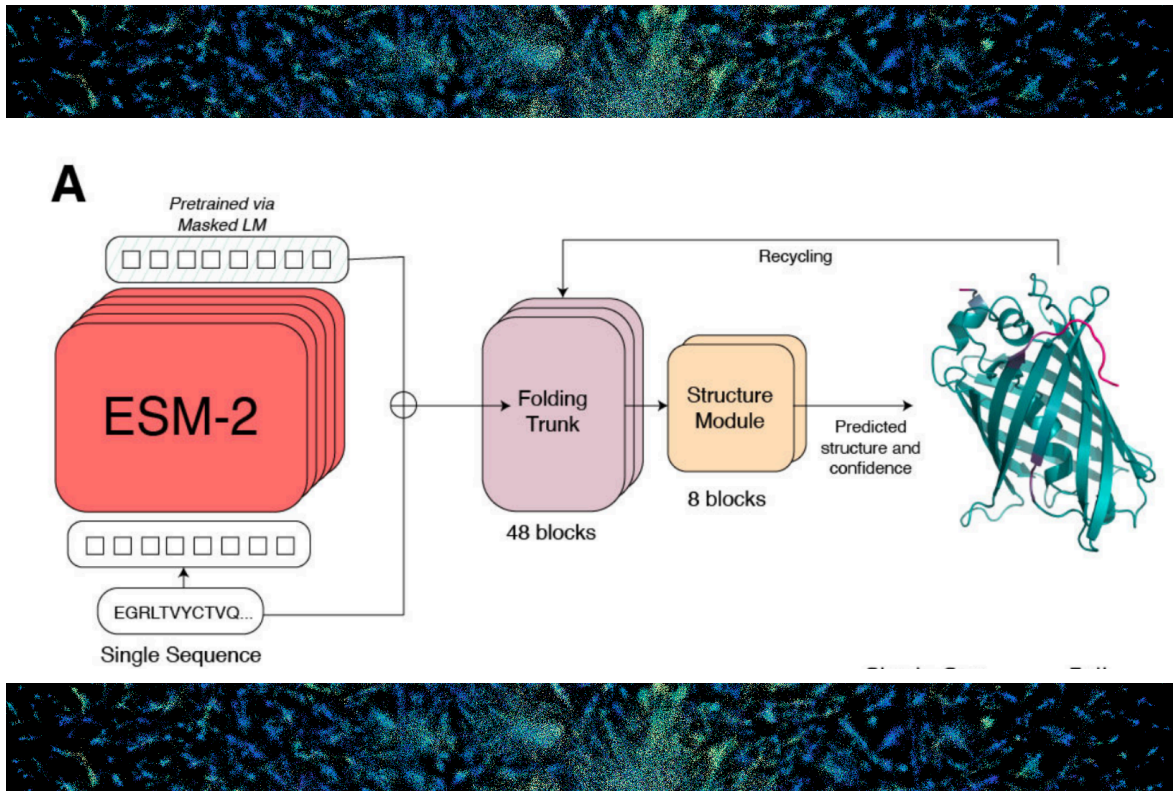 A
Pretrained via
Masked LM
Recycling
ESM-2
Folding
Trunk
Structure
Module
Predicted
structure and
confidence
8 blocks
48 blocks
EGRLTVYCTVQ...
Single Sequence